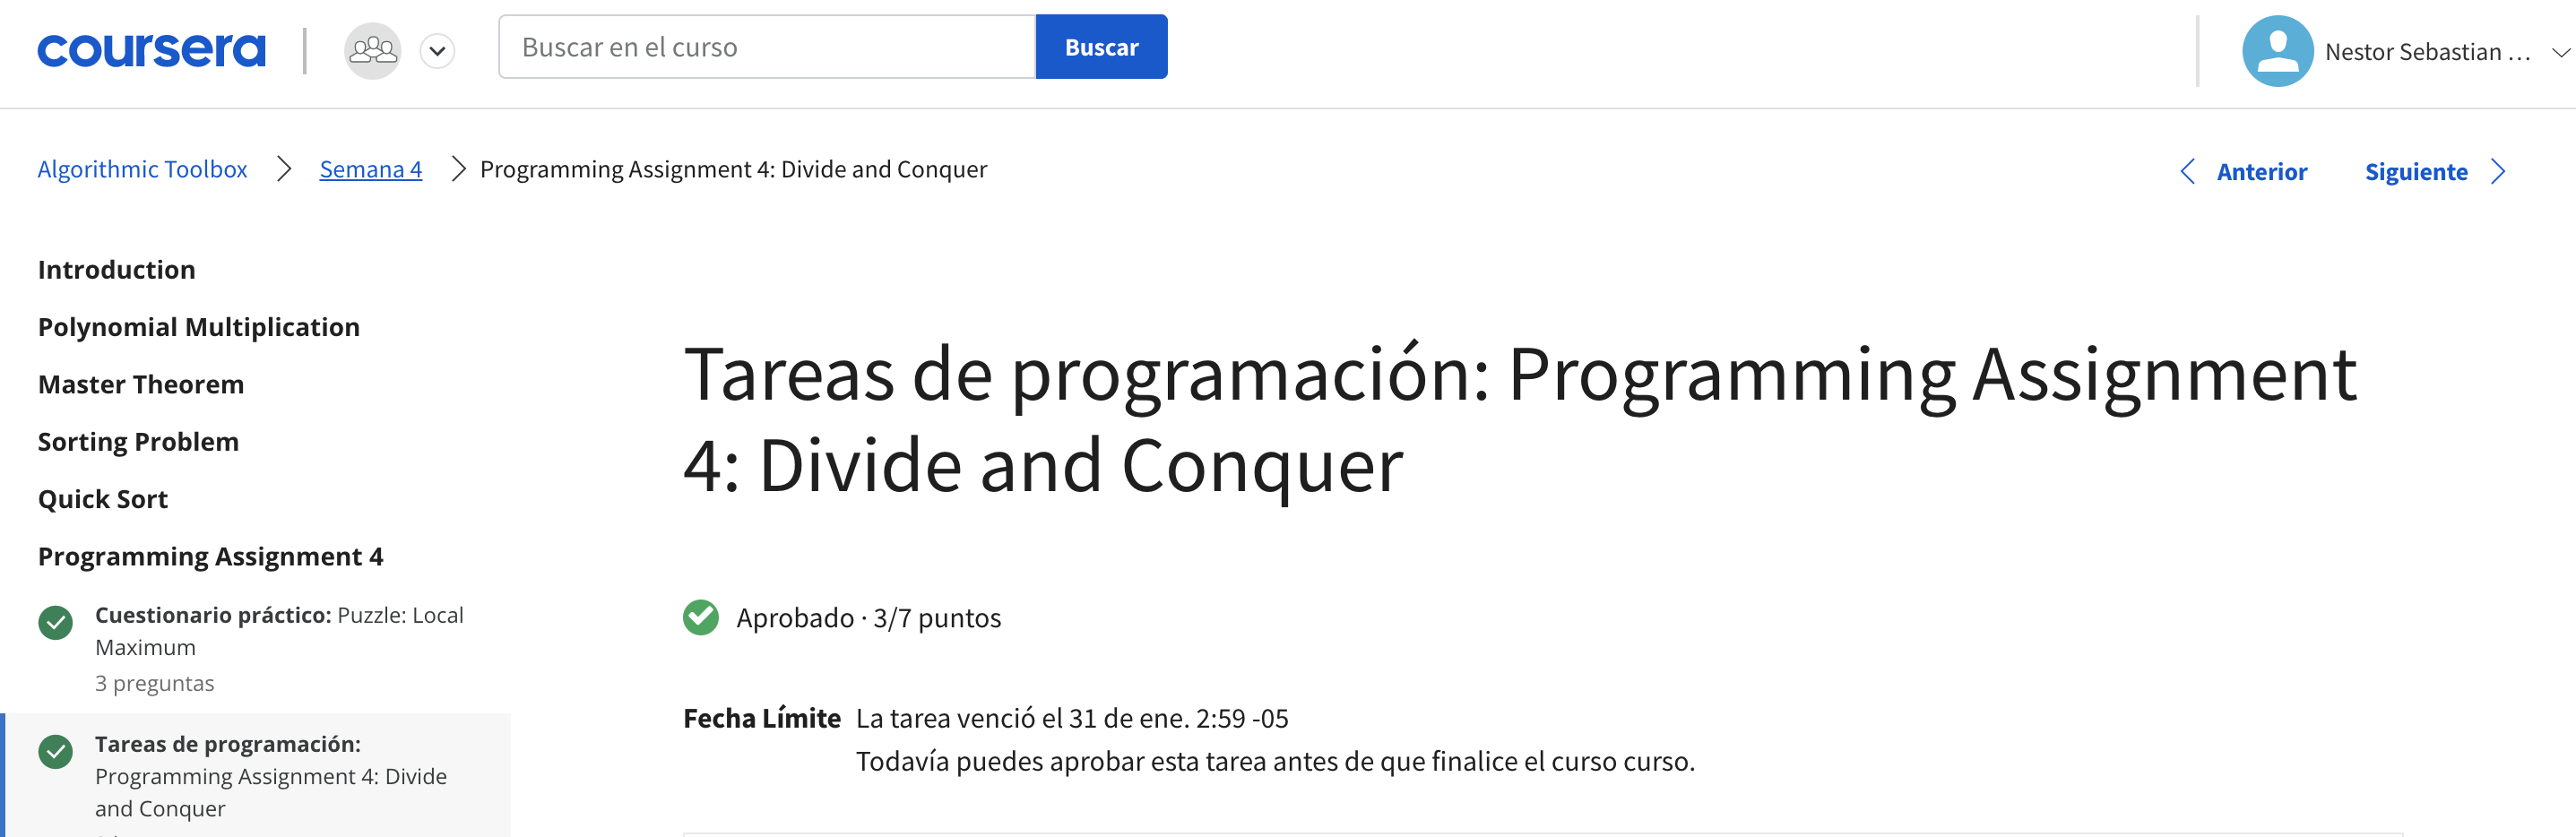 coursera
Buscar en el curso
Buscar
Nestor Sebastian ...
Algorithmic Toolbox
Semana 4
Programming Assignment 4: Divide and Conquer
Anterior
Siguiente
Introduction
Polynomial Multiplication
Master Theorem
Sorting Problem
Quick Sort
Programming Assignment 4
Cuestionario práctico: Puzzle: Local
Maximum
3 preguntas
Tareas de programación:
Programming Assignment 4: Divide
and Conquer
Tareas de programación: Programming Assignment
4: Divide and Conquer
Aprobado · 3/7 puntos
Fecha Límite La tarea venció el 31 de ene. 2:59 -05
Todavía puedes aprobar esta tarea antes de que finalice el curso curso.